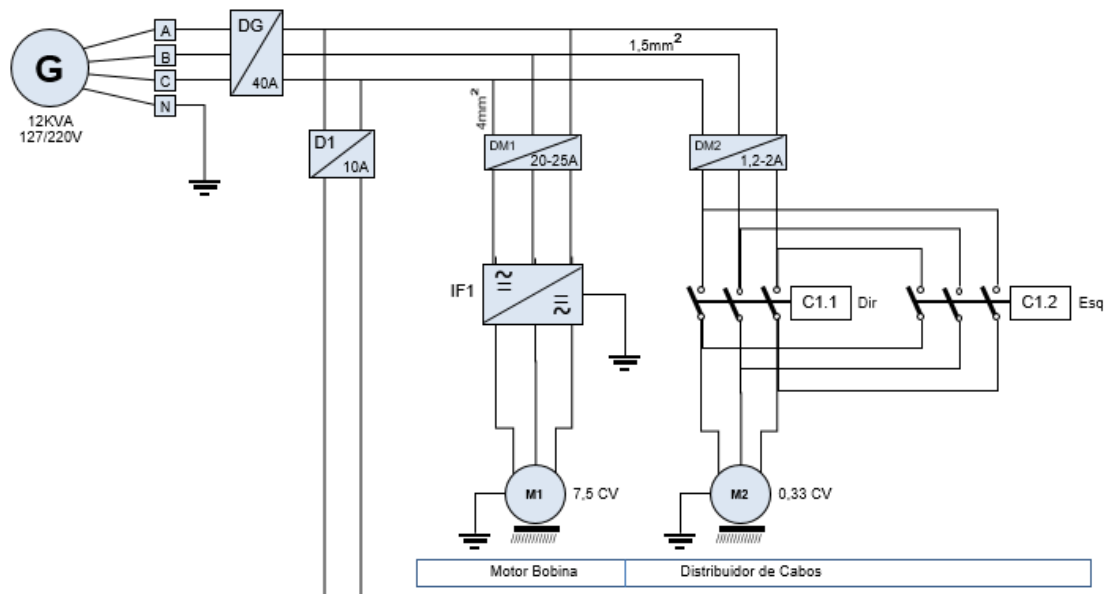 A
B
C
N
G
12KVA
127/220V
DG
40A
1,5mm²
4mm²
D1
10A
DM1
20-25A
DM2
1,2-2A
IF1
C1.1
Dir
C1.2
Esq
M1
7,5 CV
M2
0,33 CV
Motor Bobina
Distribuidor de Cabos